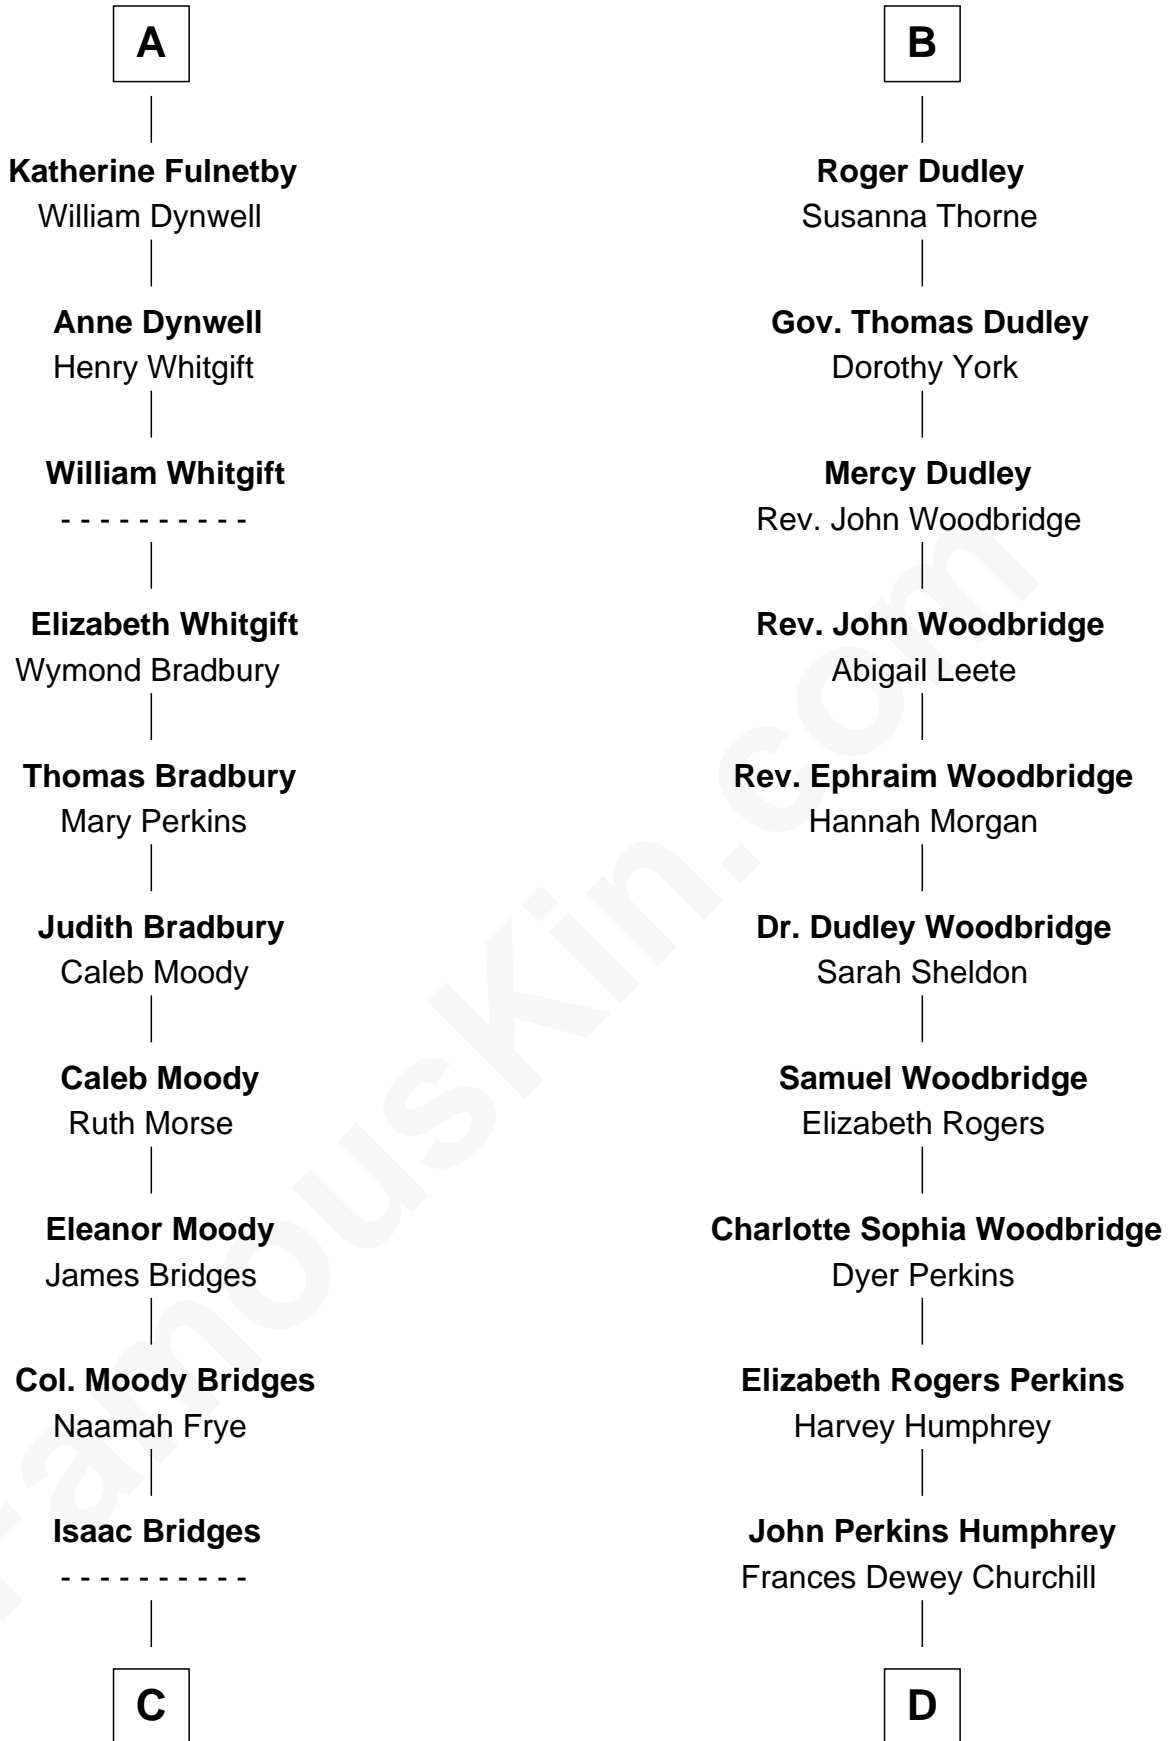 A
Katherine Fulnetby
William Dynwell
Anne Dynwell
Henry Whitgift
William Whitgift
- - - - - - - - - -
Elizabeth Whitgift
Wymond Bradbury
Thomas Bradbury
Mary Perkins
Judith Bradbury
Caleb Moody
Caleb Moody
Ruth Morse
Eleanor Moody
James Bridges
Col. Moody Bridges
Naamah Frye
Isaac Bridges
- - - - - - - - - -
C
B
Roger Dudley
Susanna Thorne
Gov. Thomas Dudley
Dorothy York
Mercy Dudley
Rev. John Woodbridge
Rev. John Woodbridge
Abigail Leete
Rev. Ephraim Woodbridge
Hannah Morgan
Dr. Dudley Woodbridge
Sarah Sheldon
Samuel Woodbridge
Elizabeth Rogers
Charlotte Sophia Woodbridge
Dyer Perkins
Elizabeth Rogers Perkins
Harvey Humphrey
John Perkins Humphrey
Frances Dewey Churchill
D
FamousKin.com